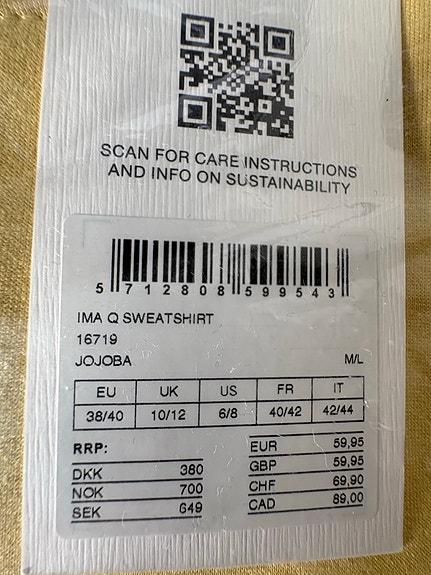 SCAN FOR CARE INSTRUCTIONS
AND INFO ON SUSTAINABILITY
5 712808 599543
IMA Q SWEATSHIRT
16719
JOJOBA M/L
EU UK US FR IT
38/40 10/12 6/8 40/42 42/44
RRP:
DKK 380
NOK 700
SEK 649
EUR 59,95
GBP 59,95
CHF 69,90
CAD 89,00